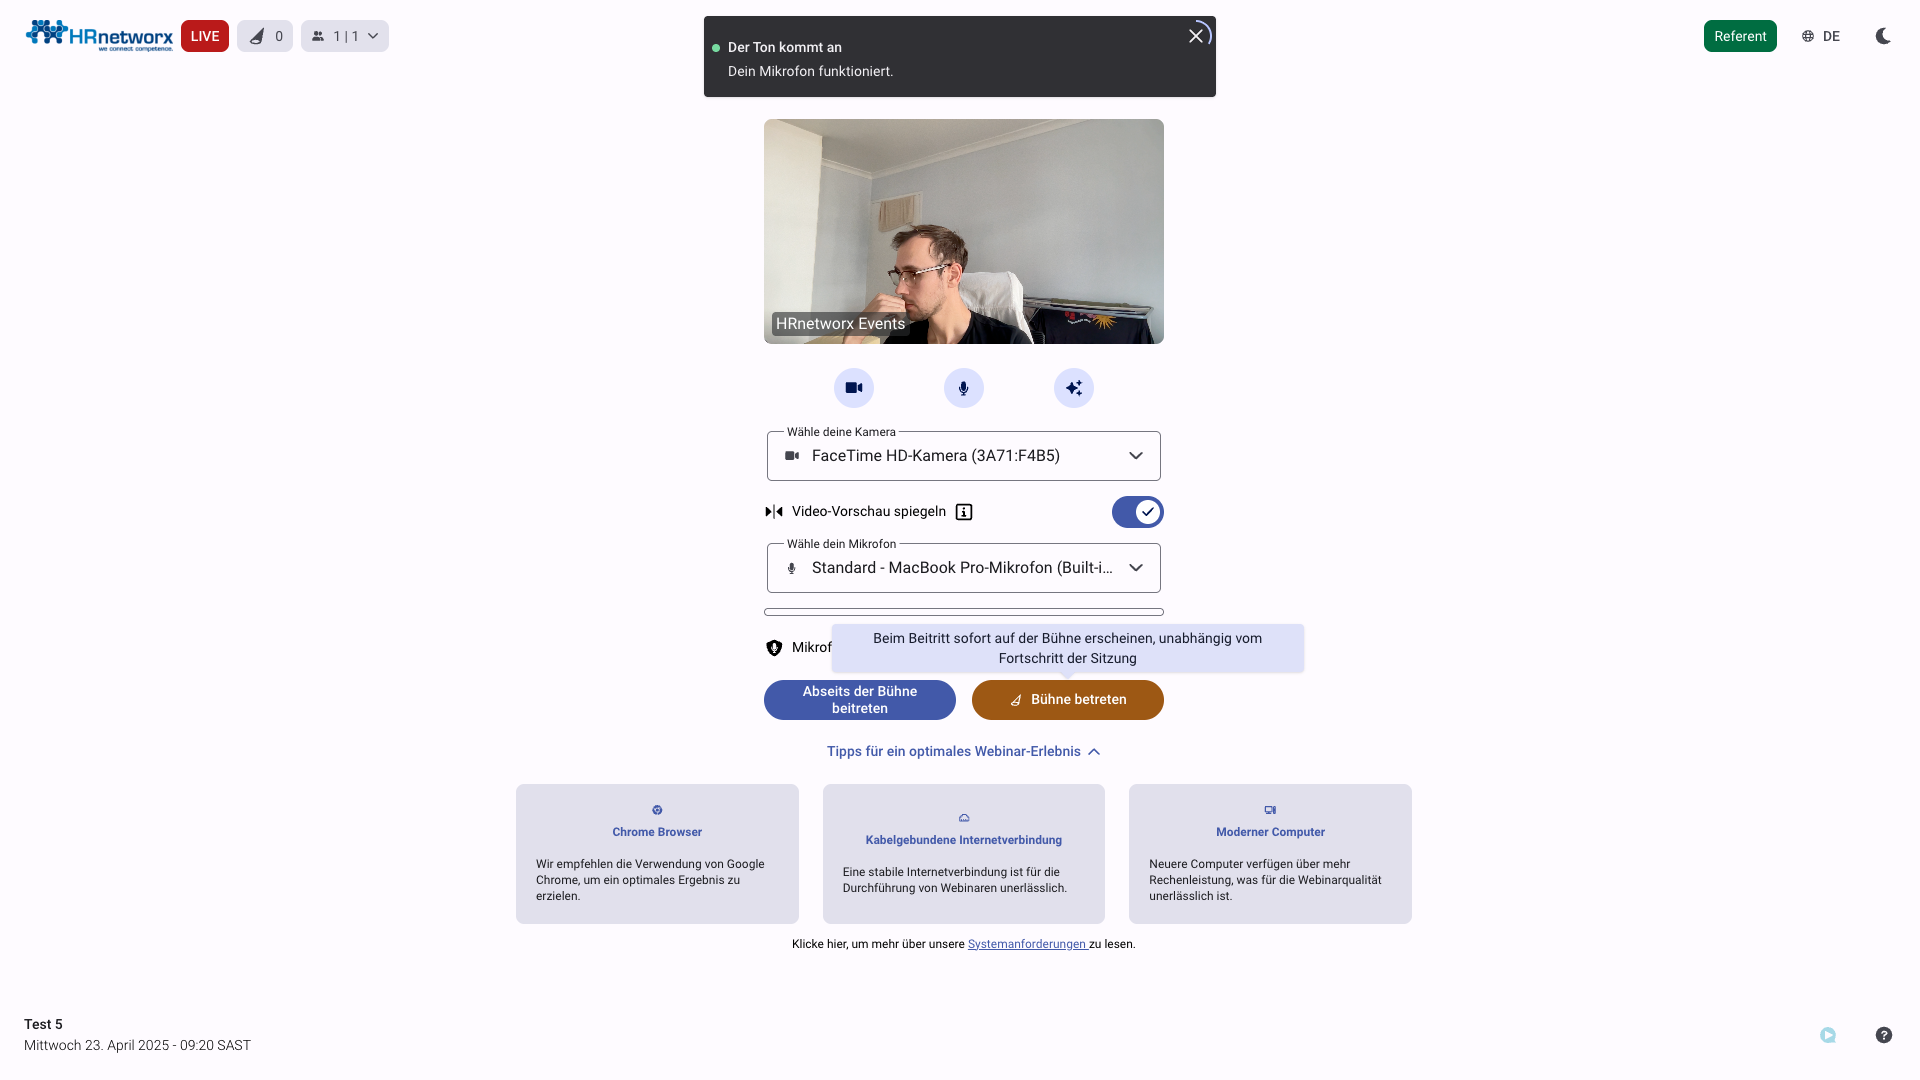 HRnetworx
we connect competence.
LIVE
0
1 | 1
Der Ton kommt an
Dein Mikrofon funktioniert.
Referent
DE
HRnetworx Events
Wähle deine Kamera
FaceTime HD-Kamera (3A71:F4B5)
Video-Vorschau spiegeln
Wähle dein Mikrofon
Standard - MacBook Pro-Mikrofon (Built-i...
Mikrof
Beim Beitritt sofort auf der Bühne erscheinen, unabhängig vom
Fortschritt der Sitzung
Abseits der Bühne
beitreten
Bühne betreten
Tipps für ein optimales Webinar-Erlebnis
Chrome Browser
Wir empfehlen die Verwendung von Google
Chrome, um ein optimales Ergebnis zu
erzielen.
Kabelgebundene Internetverbindung
Eine stabile Internetverbindung ist für die
Durchführung von Webinaren unerlässlich.
Moderner Computer
Neuere Computer verfügen über mehr
Rechenleistung, was für die Webinarqualität
unerlässlich ist.
Klicke hier, um mehr über unsere Systemanforderungen zu lesen.
Test 5
Mittwoch 23. April 2025 - 09:20 SAST